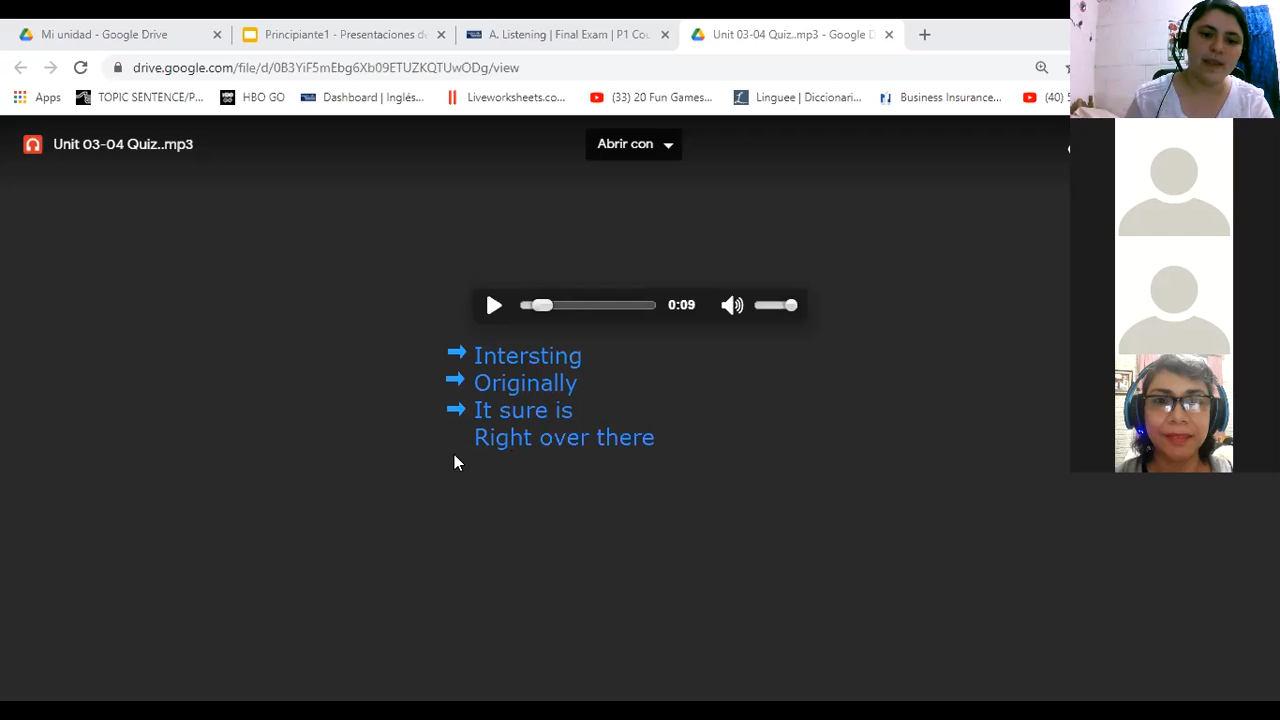 Mi unidad - Google Drive
Principiante1 - Presentaciones de
A. Listening | Final Exam | P1 Cou
Unit 03-04 Quiz..mp3 - Google D
drive.google.com/file/d/0B3YiF5mEbg6Xb09ETUZKQTUwODg/view
Apps
TOPIC SENTENCE/P...
HBO GO
Dashboard | Inglés...
Liveworksheets.co...
(33) 20 Fun Games...
Linguee | Diccionari...
Business Insurance...
(40) 5
Unit 03-04 Quiz..mp3
Abrir con
0:09
Intersting
Originally
It sure is
Right over there